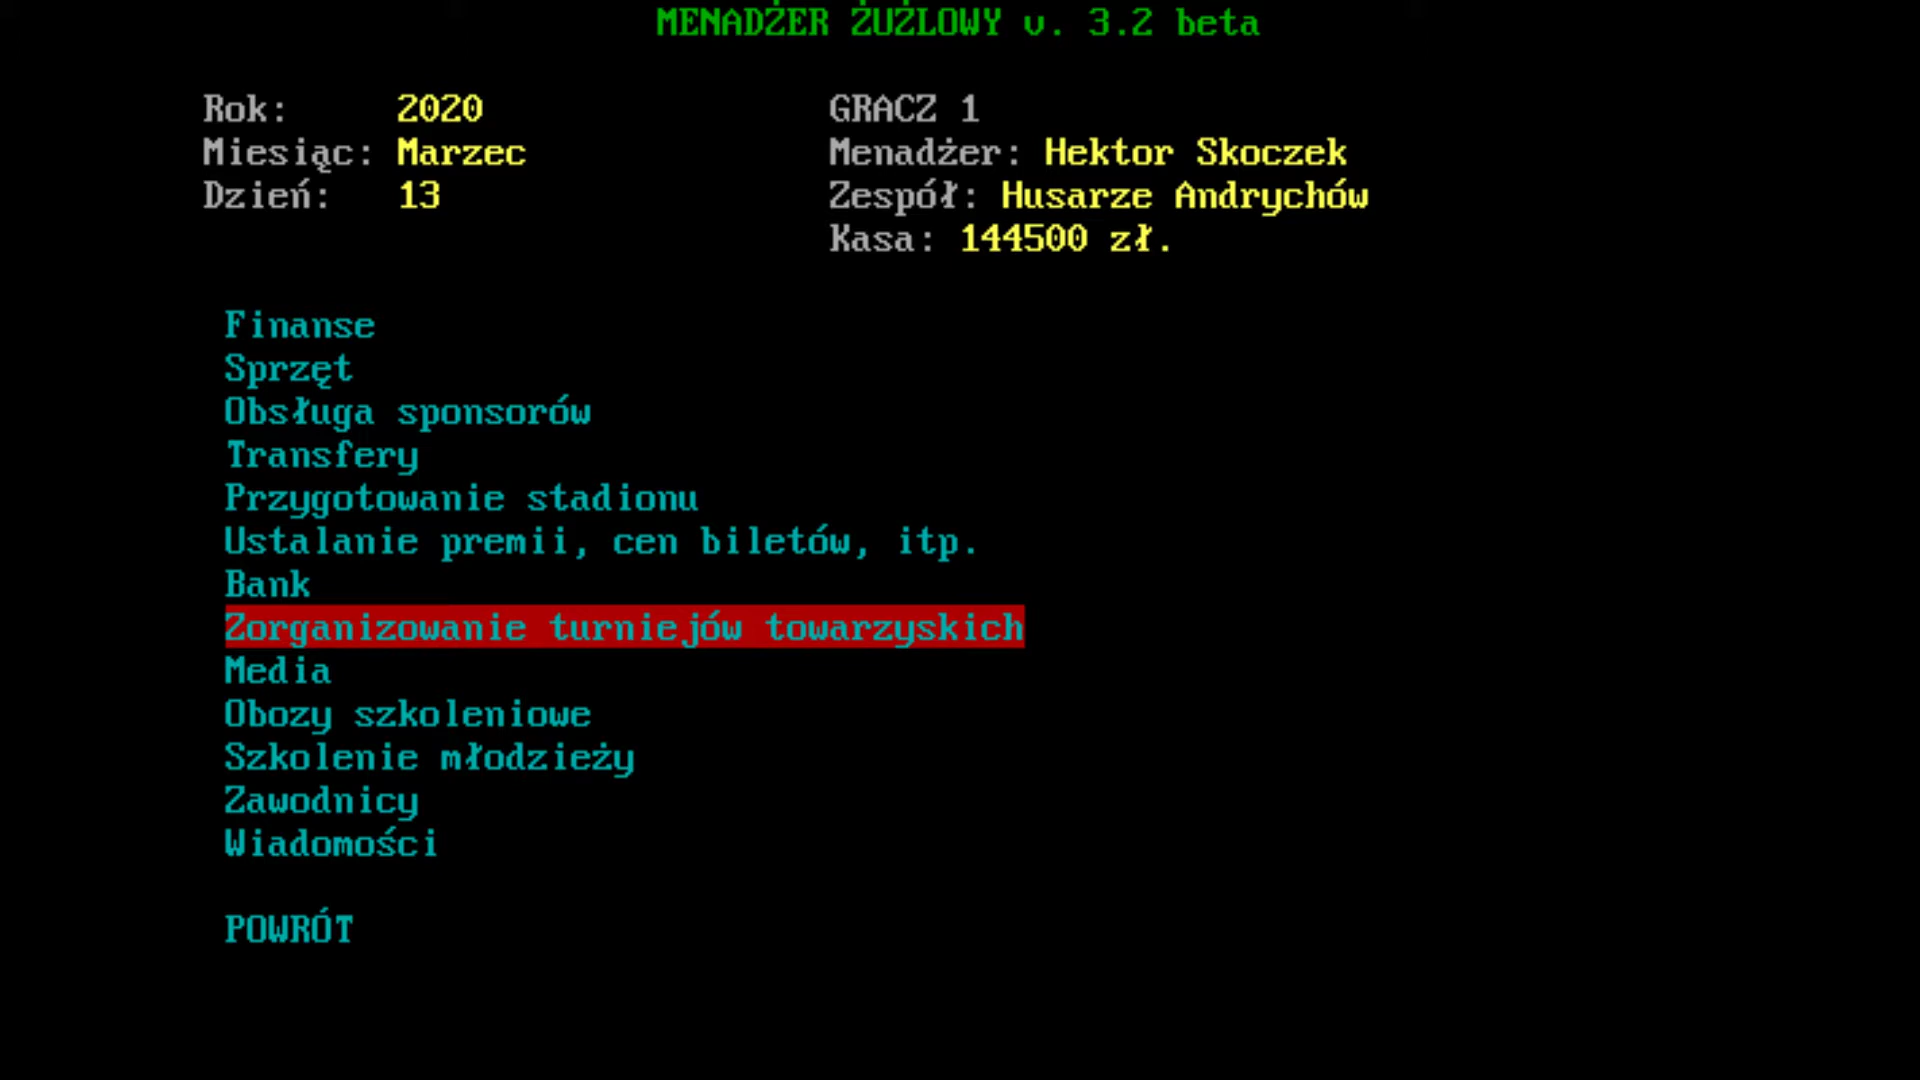 MENADŻER ŻUŻLOWY v. 3.2 beta
Rok: 2020 GRACZ 1
Miesiąc: Marzec Menadżer: Hektor Skoczek
Dzień: 13 Zespół: Husarze Andrychów
Kasa: 144500 zł.
Finanse
Sprzęt
Obsługa sponsorów
Transfery
Przygotowanie stadionu
Ustalanie premii, cen biletów, itp.
Bank
Zorganizowanie turniejów towarzyskich
Media
Obozy szkoleniowe
Szkolenie młodzieży
Zawodnicy
Wiadomości
POWRÓT